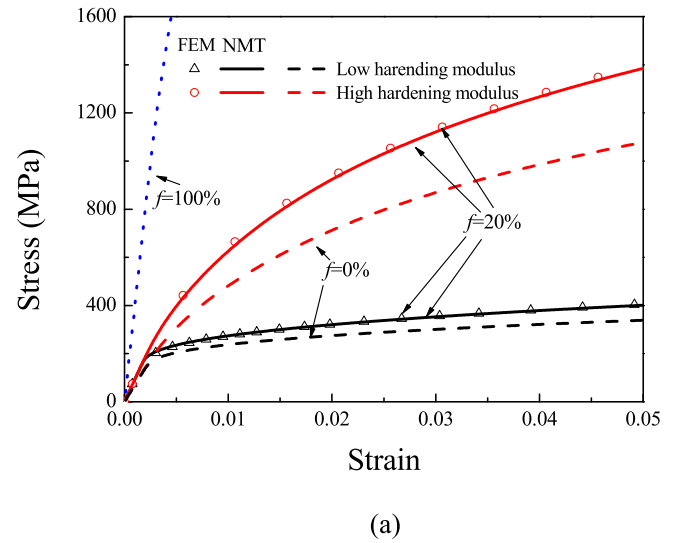 1600
1200
800
400
0
Stress (MPa)
FEM NMT
Low harending modulus
High hardening modulus
f=100%
f=20%
f=0%
0.00 0.01 0.02 0.03 0.04 0.05
Strain
(a)